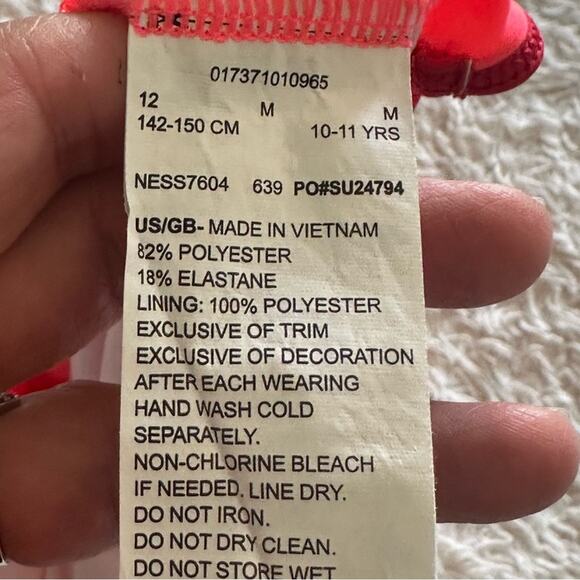 017371010965
12 M M
142-150 CM 10-11 YRS
NESS7604 639 PO#SU24794
US/GB- MADE IN VIETNAM
82% POLYESTER
18% ELASTANE
LINING: 100% POLYESTER
EXCLUSIVE OF TRIM
EXCLUSIVE OF DECORATION
AFTER EACH WEARING
HAND WASH COLD
SEPARATELY.
NON-CHLORINE BLEACH
IF NEEDED. LINE DRY.
DO NOT IRON.
DO NOT DRY CLEAN.
DO NOT STORE WET